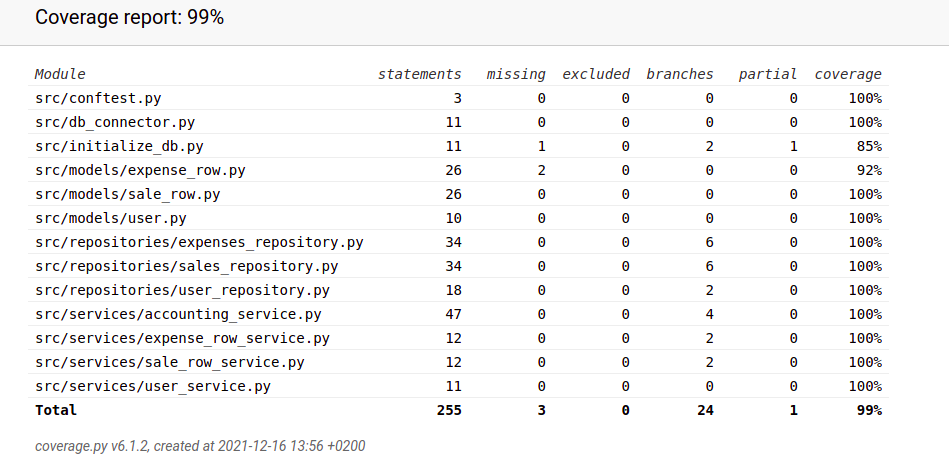 Coverage report: 99%
Module statements missing excluded branches partial coverage
src/conftest.py 3 0 0 0 0 100%
src/db_connector.py 11 0 0 0 0 100%
src/initialize_db.py 11 1 0 2 1 85%
src/models/expense_row.py 26 2 0 0 0 92%
src/models/sale_row.py 26 0 0 0 0 100%
src/models/user.py 10 0 0 0 0 100%
src/repositories/expenses_repository.py 34 0 0 6 0 100%
src/repositories/sales_repository.py 34 0 0 6 0 100%
src/repositories/user_repository.py 18 0 0 2 0 100%
src/services/accounting_service.py 47 0 0 4 0 100%
src/services/expense_row_service.py 12 0 0 2 0 100%
src/services/sale_row_service.py 12 0 0 2 0 100%
src/services/user_service.py 11 0 0 0 0 100%
Total 255 3 0 24 1 99%
coverage.py v6.1.2, created at 2021-12-16 13:56 +0200